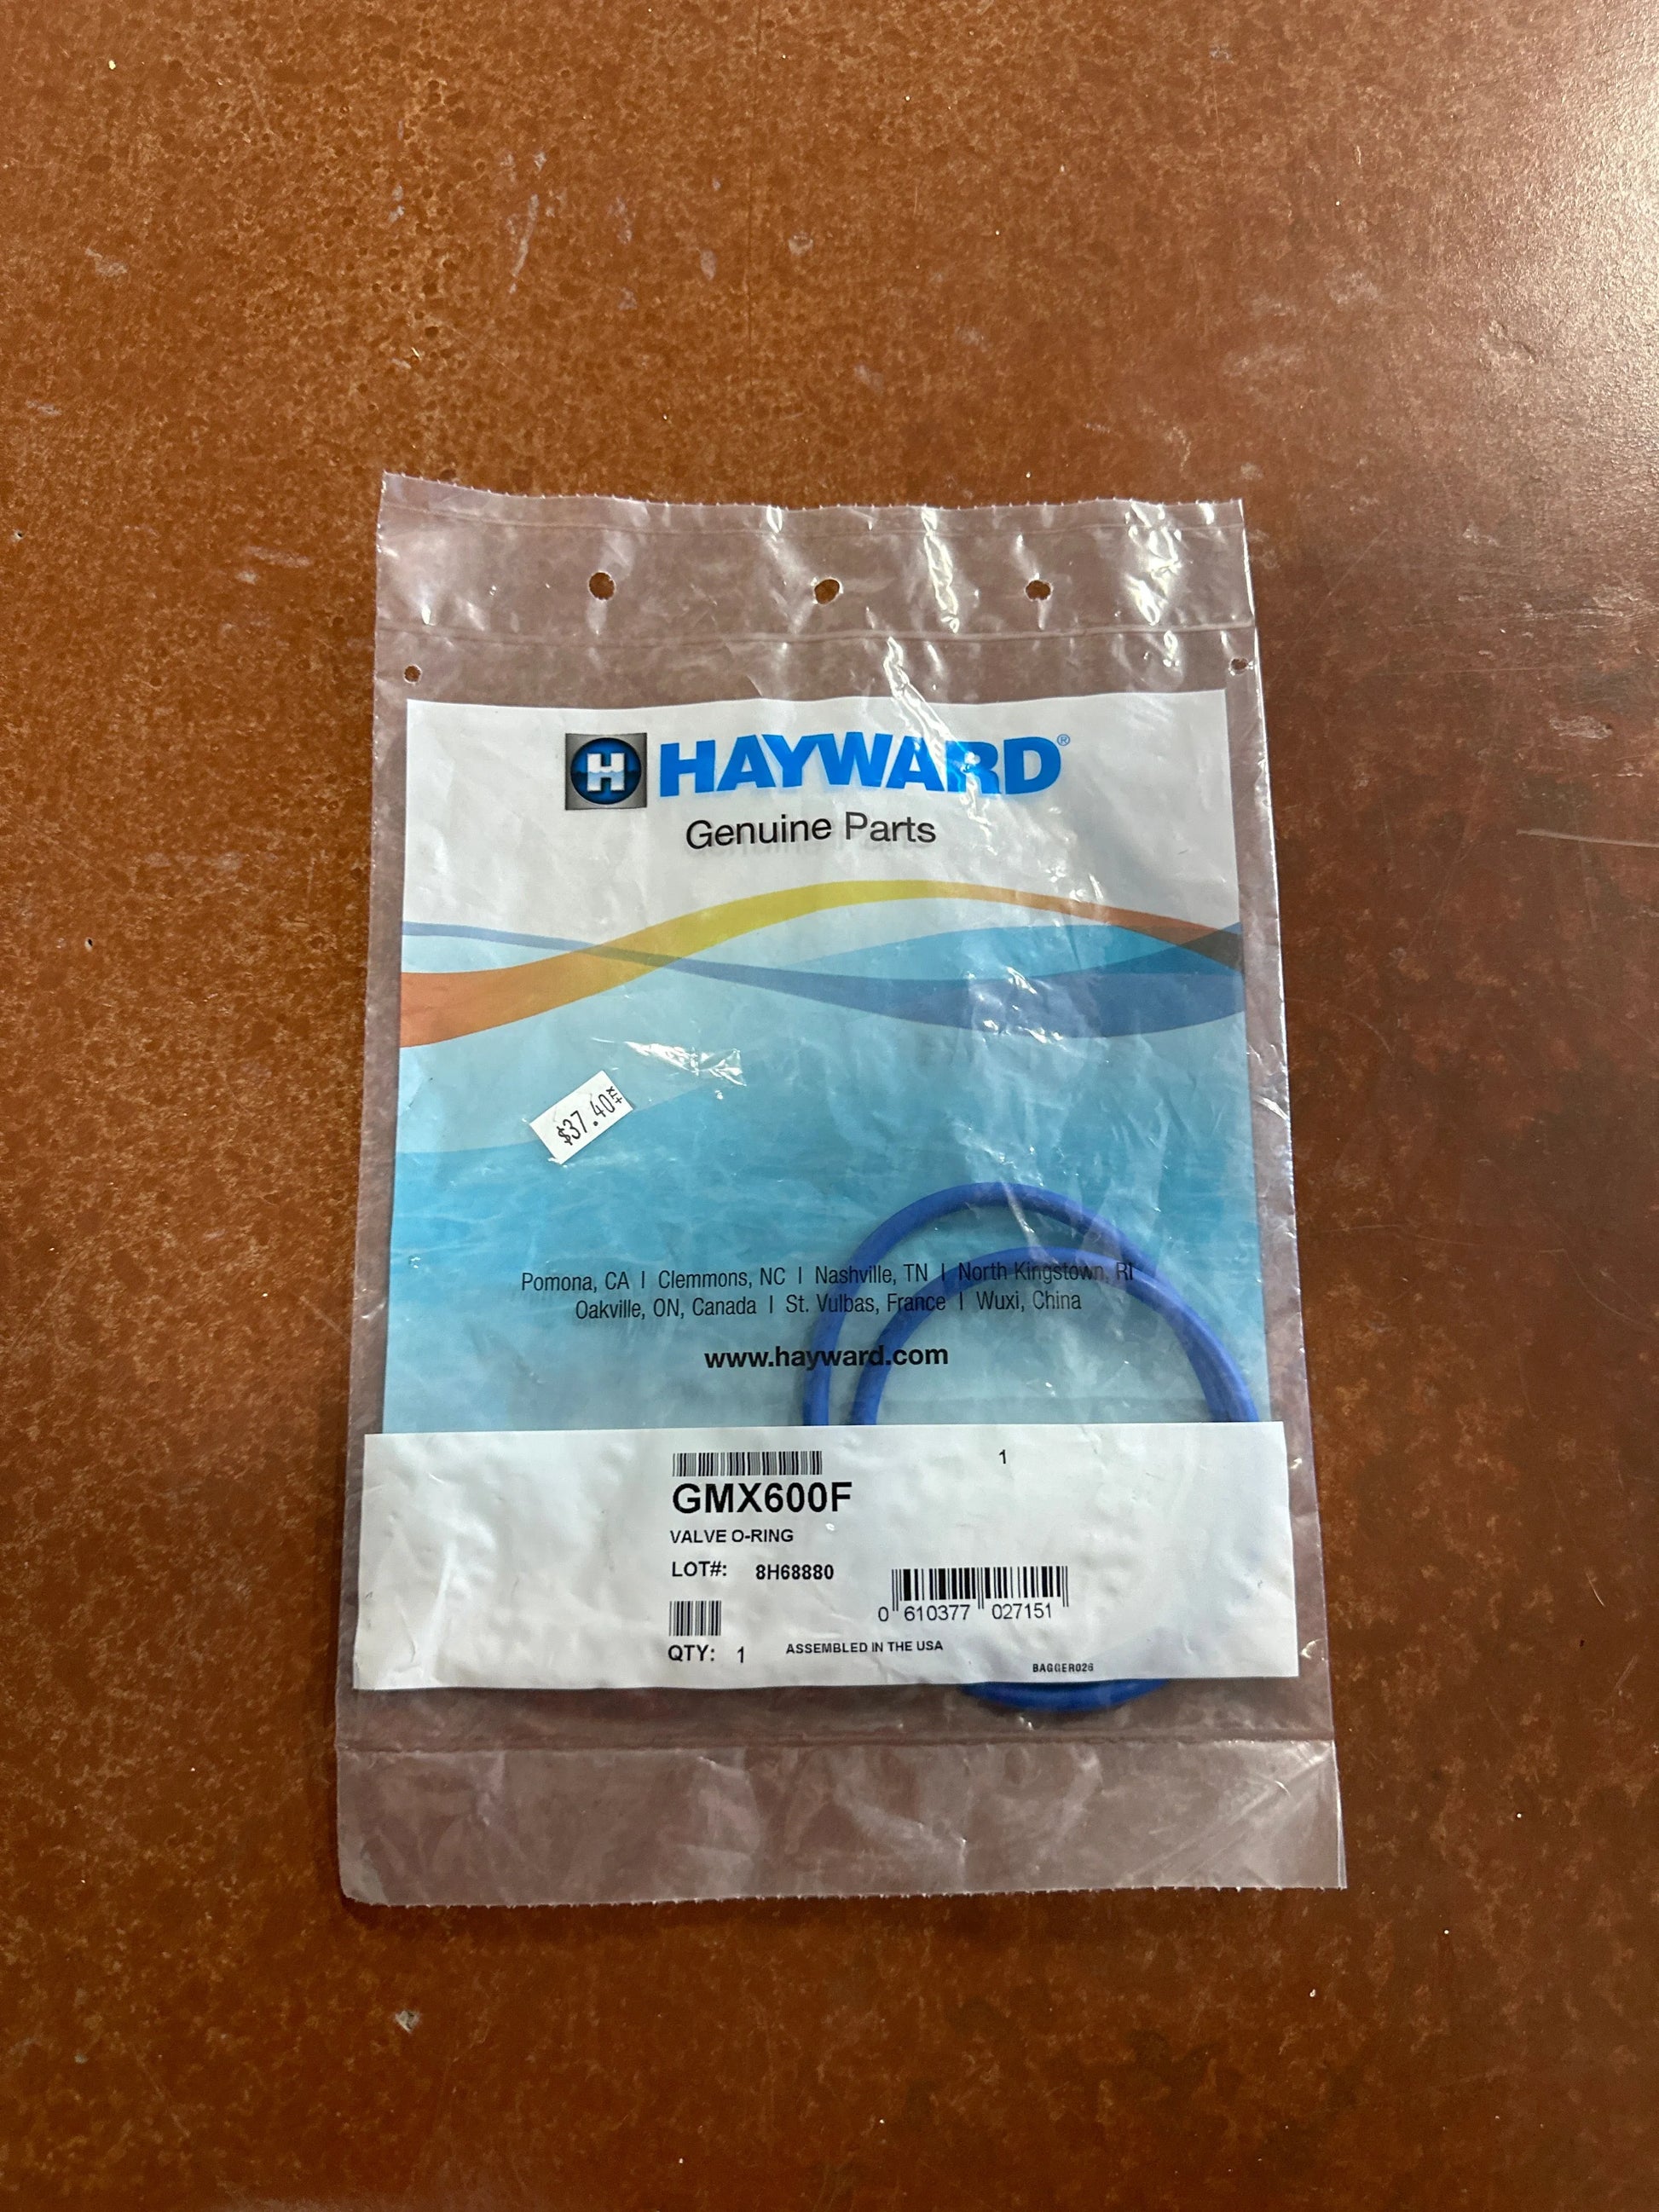 H HAYWARD®
Genuine Parts
$37.40
Pomona, CA | Clemmons, NC | Nashville, TN | North Kingstown, RI
Oakville, ON, Canada | St. Vulbas, France | Wuxi, China
www.hayward.com
1
GMX600F
VALVE O-RING
LOT#: 8H68880
0 610377 027151
QTY: 1 ASSEMBLED IN THE USA
BAGGER026